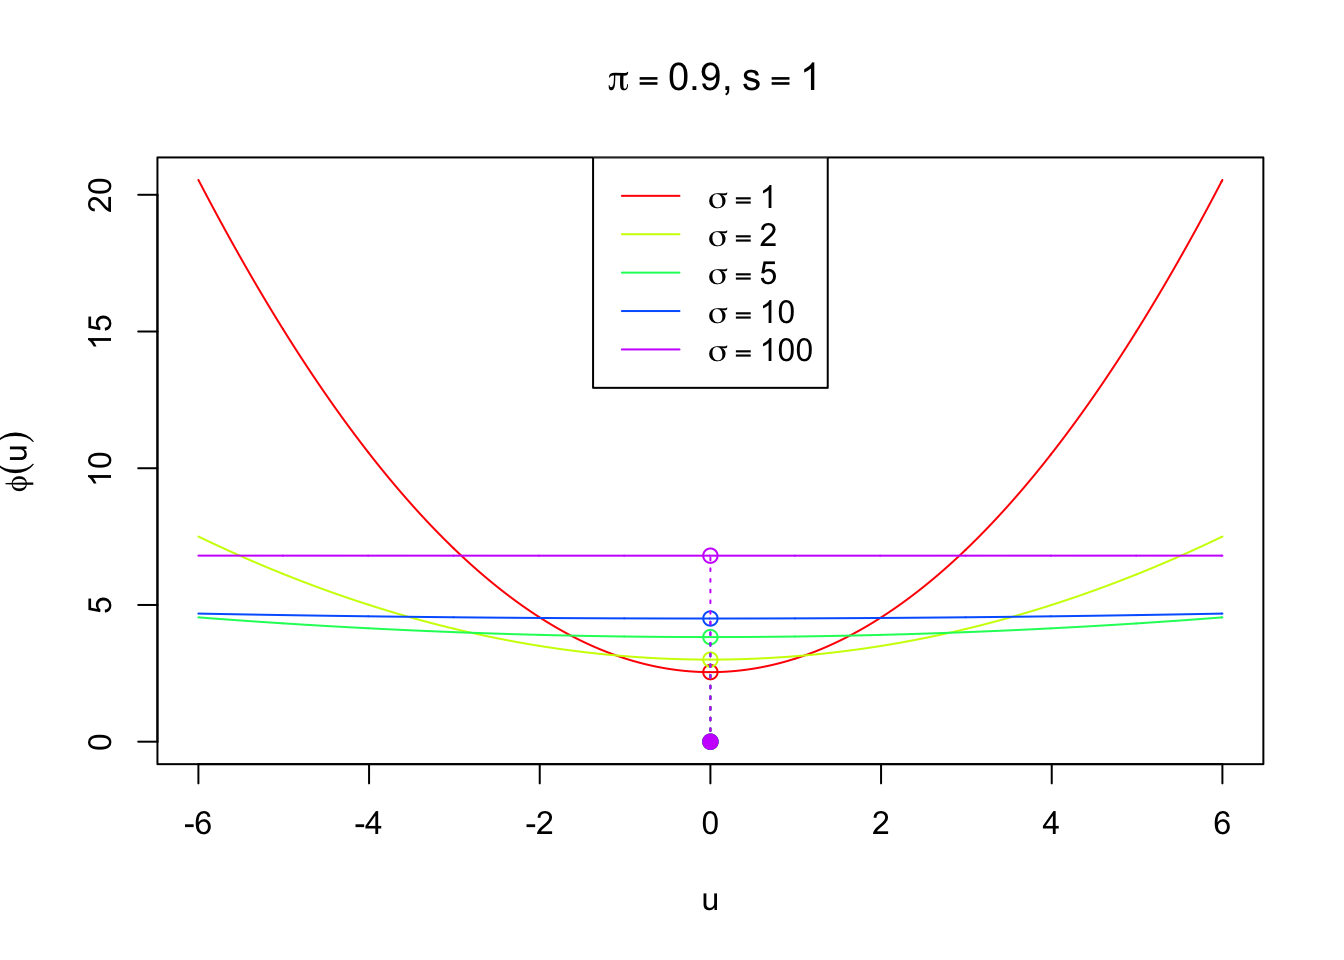 π = 0.9, s = 1
σ = 1
σ = 2
σ = 5
σ = 10
σ = 100
ϕ(u)
20
15
10
5
0
-6 -4 -2 0 2 4 6
u